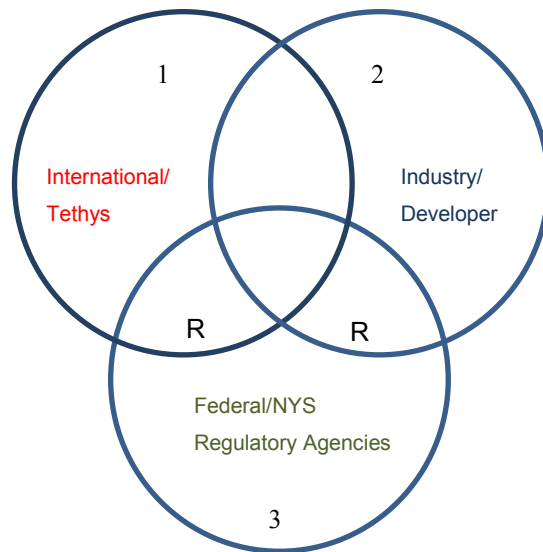 1
2
International/
Tethys
Industry/
Developer
R
R
Federal/NYS
Regulatory Agencies
3